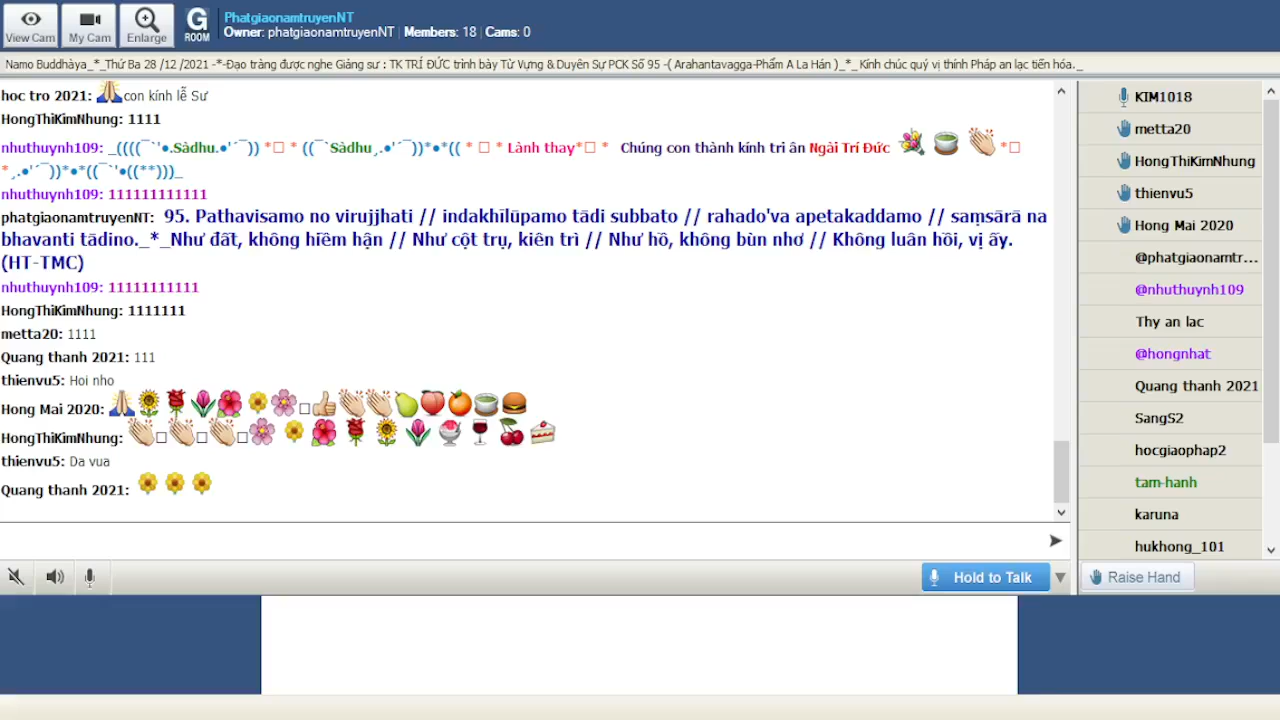 View Cam
My Cam
Enlarge
G
ROOM
PhatgiaonamtruyenNT
Owner: phatgiaonamtruyenNT | Members: 18 | Cams: 0
Namo Buddhàya_*_Thứ Ba 28 /12 /2021 -*-Đạo tràng được nghe Giảng sư : TK TRÍ ĐỨC trình bày Từ Vựng & Duyên Sự PCK Số 95 -( Arahantavagga-Phẩm A La Hán )_*_ Kính chúc quý vị thính Pháp an lạc tiến hóa._
hoc tro 2021: 🙏con kính lễ Sư
HongThiKimNhung: 1111
nhuthuynh109: _((((¯`'●.Sàdhu.●'´¯)) *□ * ((¯`Sàdhu¸.●'´¯))*●*(( * □ * Lành thay*□ * Chúng con thành kính tri ân Ngài Trí Đức 💐 🍵 👏 *□
*¸.●'´¯))*●*((¯`'●((**)))_
nhuthuynh109: 111111111111
phatgiaonamtruyenNT: 95. Pathavisamo no virujjhati // indakhīlūpamo tādi subbato // rahado'va apetakaddamo // saṃsārā na
bhavanti tādino._*_Như đất, không hiềm hận // Như cột trụ, kiên trì // Như hồ, không bùn nhơ // Không luân hồi, vị ấy.
(HT-TMC)
nhuthuynh109: 11111111111
HongThiKimNhung: 1111111
metta20: 1111
Quang thanh 2021: 111
thienvu5: Hoi nho
Hong Mai 2020: 🙏🌻🌹🌷🌺🌼🌸□👍👏👏🍐🍑🍊🍵🍔
HongThiKimNhung: 👏□👏□👏□🌸🌼🌺🌹🌻🌷🍨🍷🍒🍰
thienvu5: Da vua
Quang thanh 2021: 🌼🌼🌼
Hold to Talk
KIM1018
metta20
HongThiKimNhung
thienvu5
Hong Mai 2020
@phatgiaonamtr...
@nhuthuynh109
Thy an lac
@hongnhat
Quang thanh 2021
SangS2
hocgiaophap2
tam-hanh
karuna
hukhong_101
Raise Hand